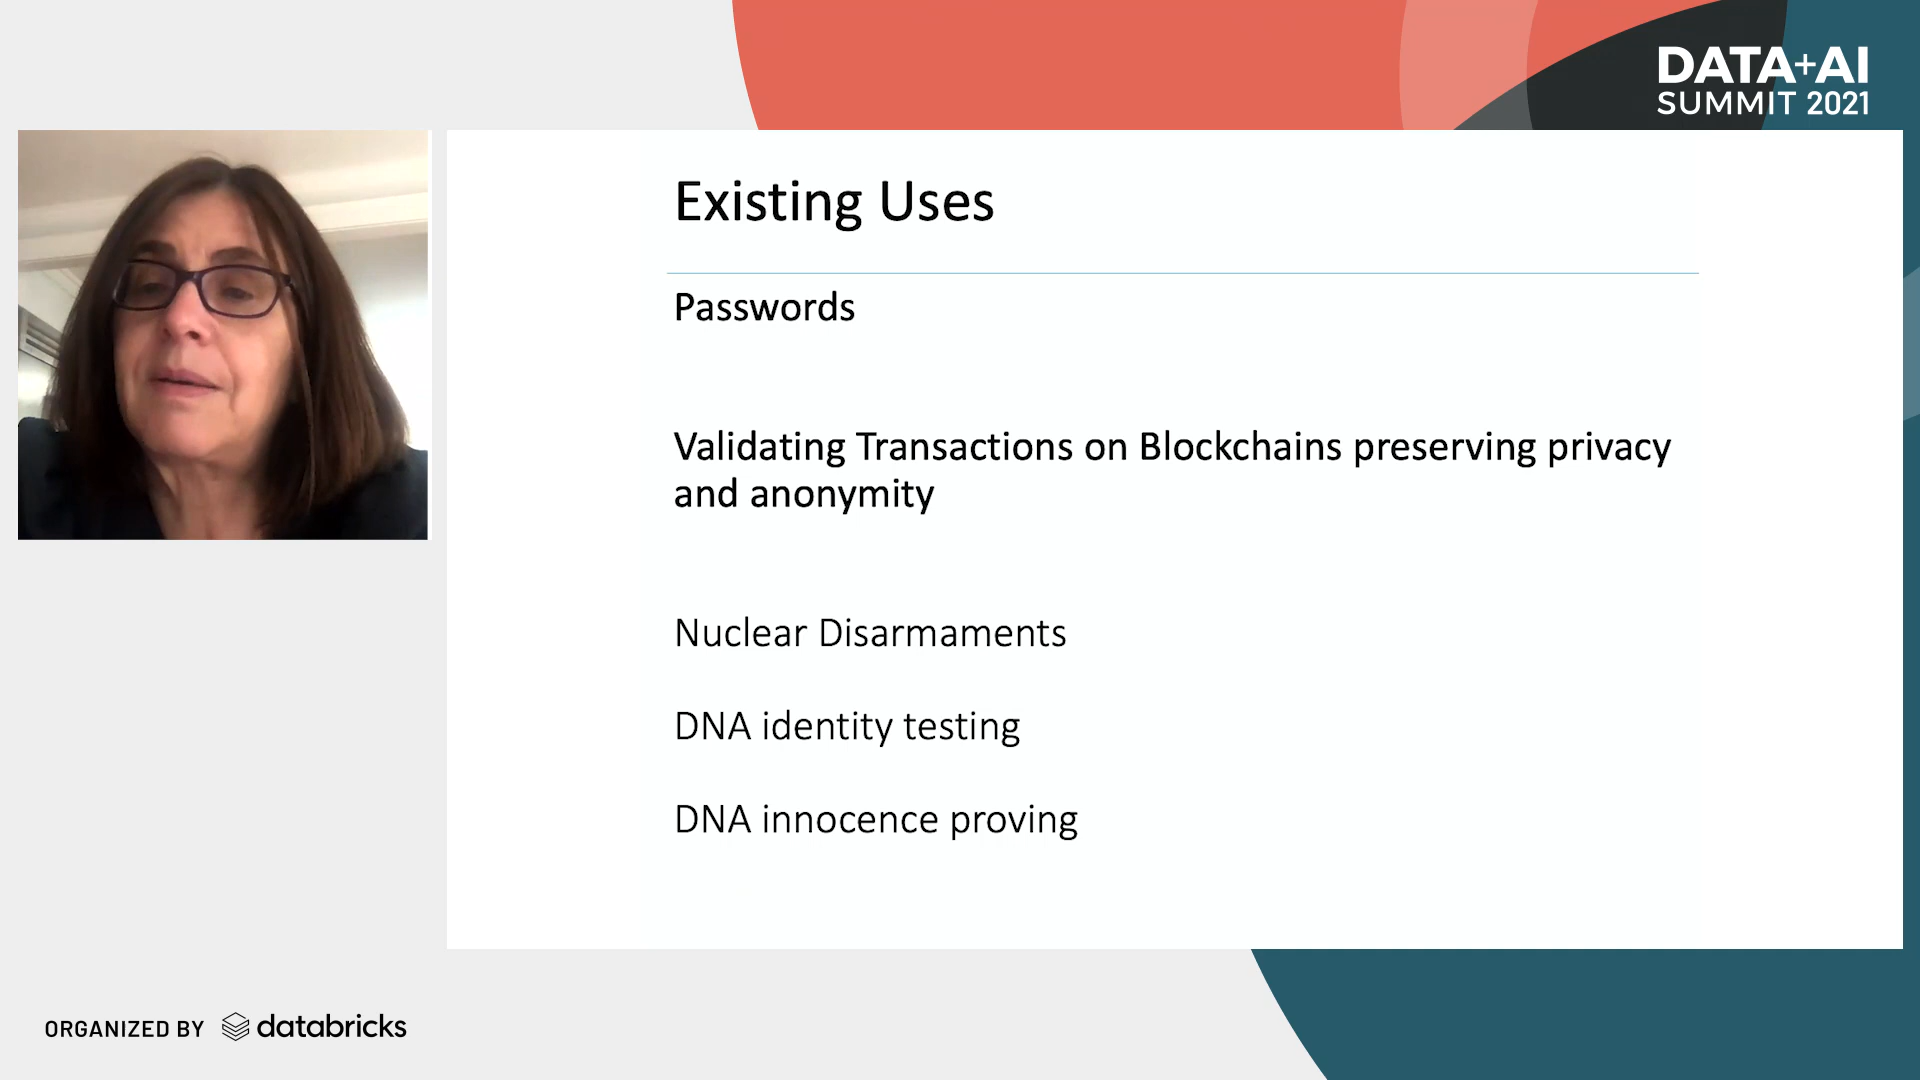 DATA+AI
SUMMIT 2021
Existing Uses
Passwords
Validating Transactions on Blockchains preserving privacy
and anonymity
Nuclear Disarmaments
DNA identity testing
DNA innocence proving
ORGANIZED BY databricks